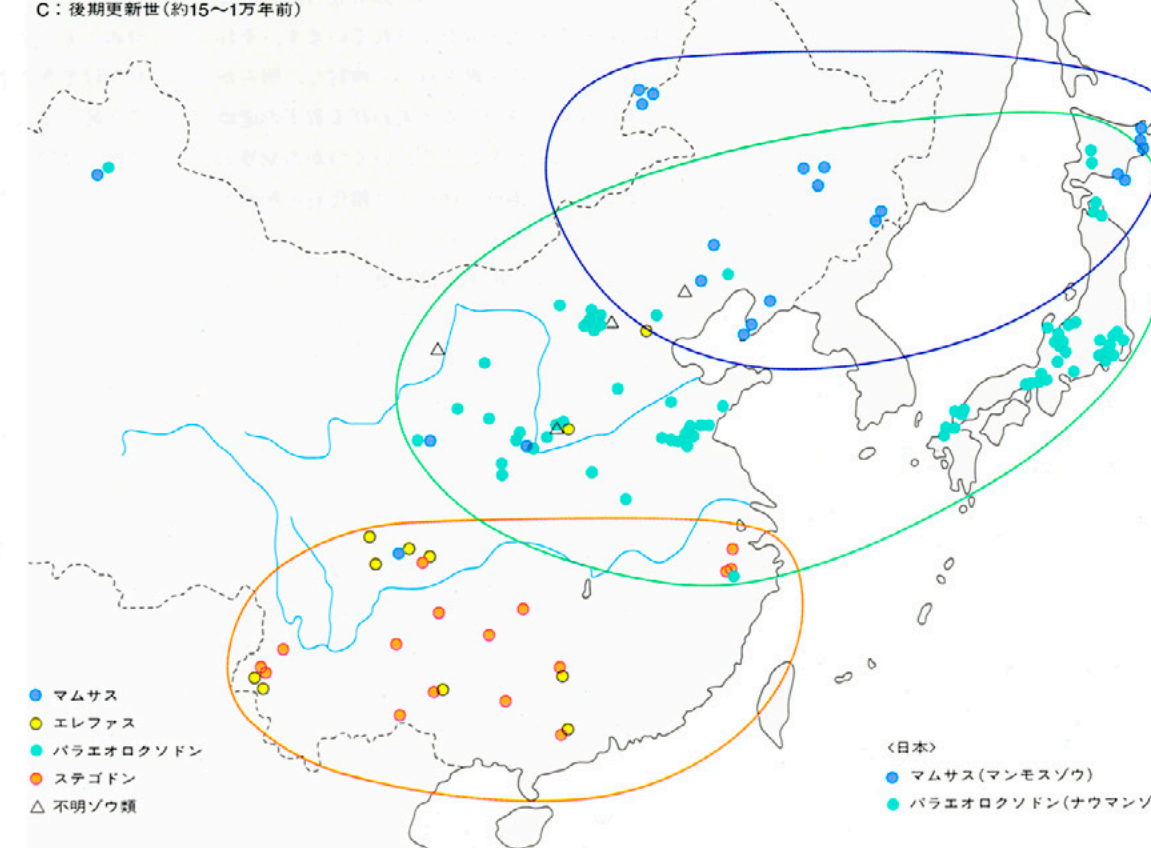 C：後期更新世（約15〜1万年前）
マムサス
エレファス
パラエオロクソドン
ステゴドン
不明ゾウ類
<日本>
マムサス（マンモスゾウ）
パラエオロクソドン（ナウマンゾ